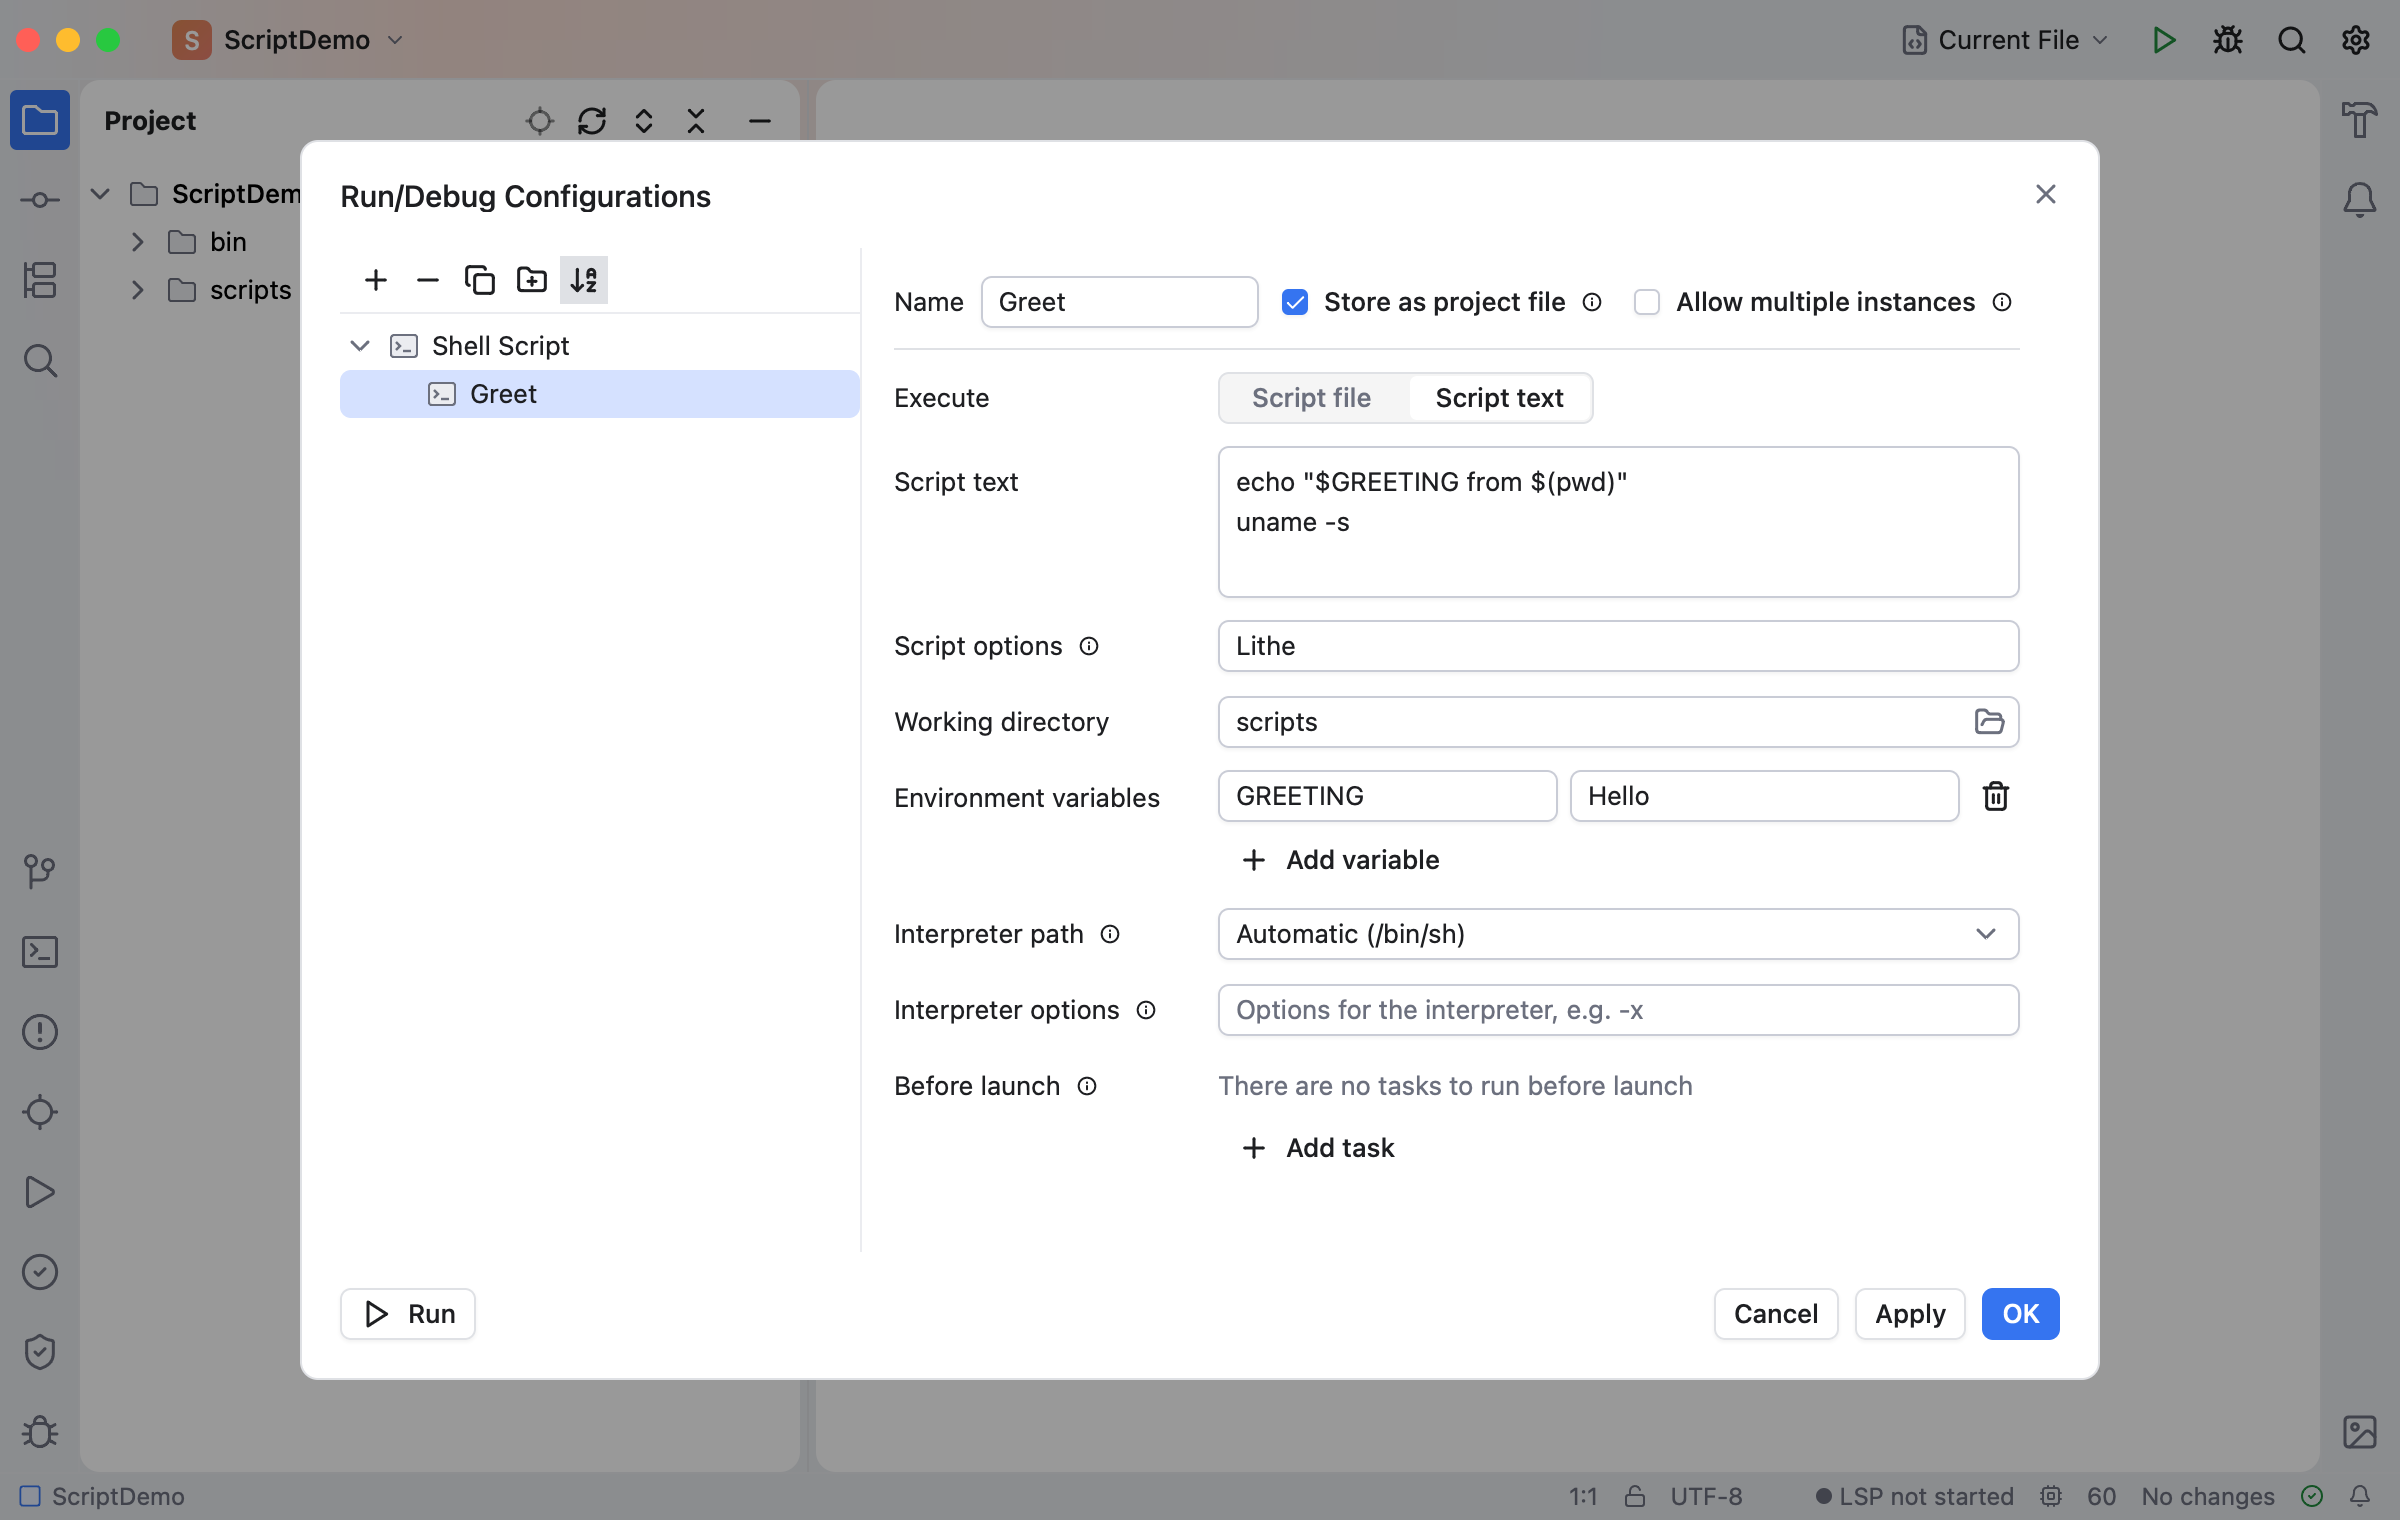 S ScriptDemo
Current File
Project
ScriptDem
bin
scripts
Run/Debug Configurations
Shell Script
Greet
Name Greet Store as project file Allow multiple instances
Execute Script file Script text
Script text echo "$GREETING from $(pwd)"
uname -s
Script options Lithe
Working directory scripts
Environment variables GREETING Hello
Add variable
Interpreter path Automatic (/bin/sh)
Interpreter options Options for the interpreter, e.g. -x
Before launch There are no tasks to run before launch
Add task
Run
Cancel Apply OK
ScriptDemo
1:1 UTF-8 LSP not started 60 No changes